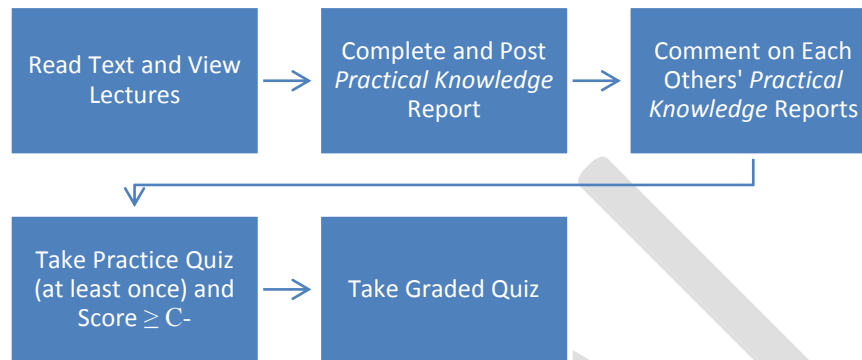 Read Text and View
Lectures
Complete and Post
Practical Knowledge
Report
Comment on Each
Others' Practical
Knowledge Reports
Take Practice Quiz
(at least once) and
Score ≥ C-
Take Graded Quiz